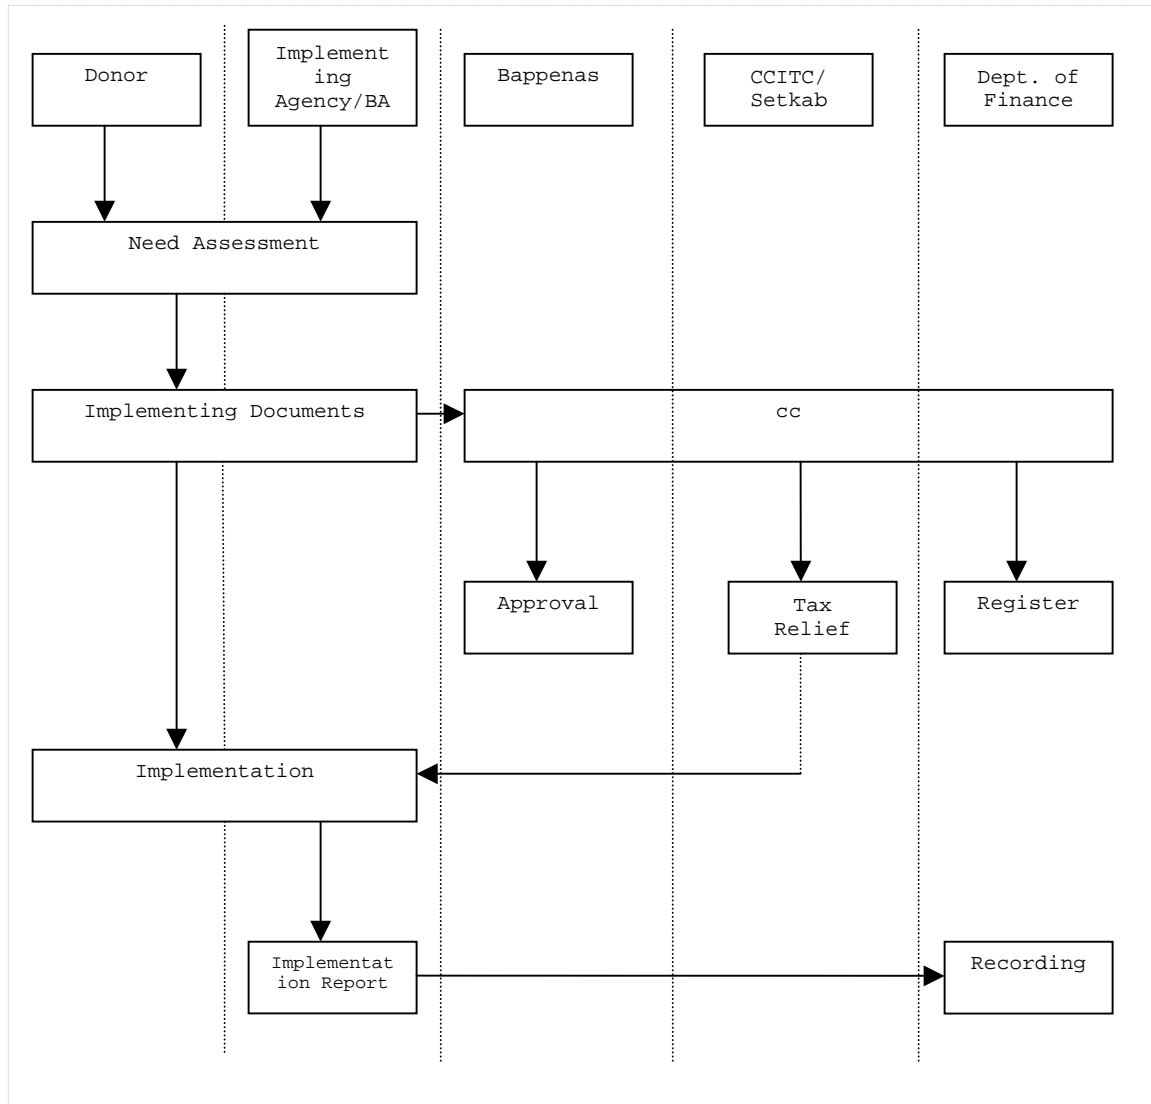 Donor
Implement
ing
Agency/BA
Bappenas
CCITC/
Setkab
Dept. of
Finance
Need Assessment
Implementing Documents
cc
Approval
Tax
Relief
Register
Implementation
Implementat
ion Report
Recording